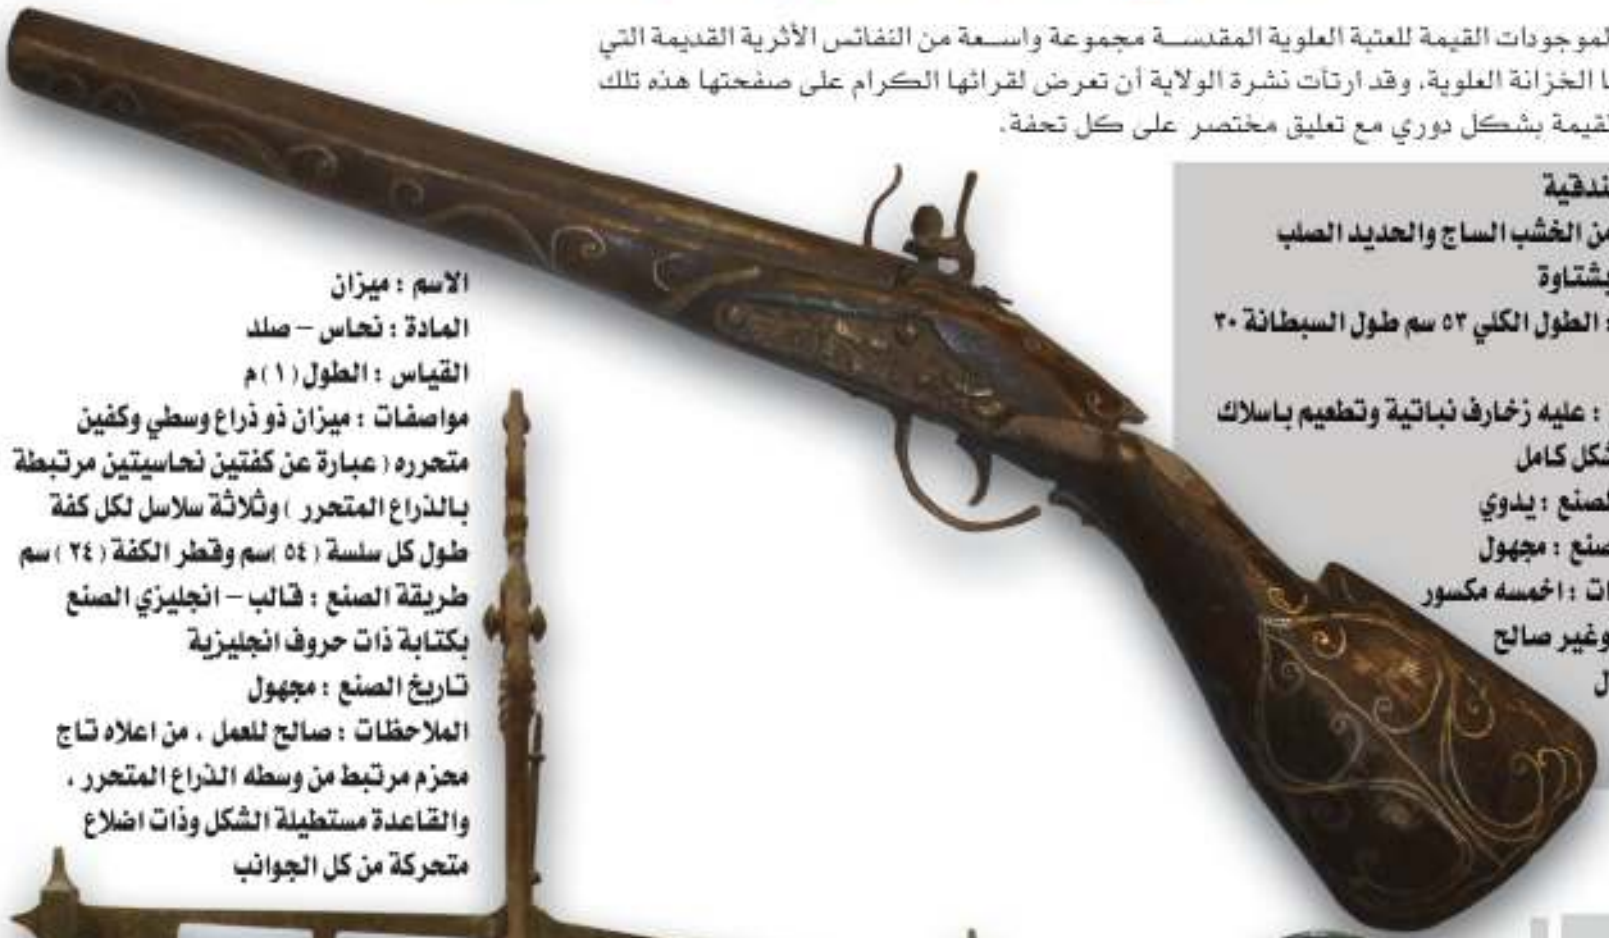 لموجودات القيمة للعتبة العلوية المقدسة مجموعة واسعة من النفائس الأثرية القديمة التي
ا الخزانة العلوية، وقد ارتأت نشرة الولاية أن تعرض لقرائها الكرام على صفحتها هذه تلك
لقيمة بشكل دوري مع تعليق مختصر على كل تحفة.
ندقية
من الخشب الساج والحديد الصلب
بشتاوة
: الطول الكلي ٥٣ سم طول السبطانة ٣٠
: عليه زخارف نباتية وتطعيم باسلاك
شكل كامل
لصنع : يدوي
صنع : مجهول
ات : اخمسه مكسور
وغير صالح
ل
الاسم : ميزان
المادة : نحاس – صلد
القياس : الطول ( ١ ) م
مواصفات : ميزان ذو ذراع وسطي وكفين
متحرره ( عبارة عن كفتين نحاسيتين مرتبطة
بالذراع المتحرر ) وثلاثة سلاسل لكل كفة
طول كل سلسة ( ٥٤ )سم وقطر الكفة ( ٢٤ ) سم
طريقة الصنع : قالب – انجليزي الصنع
بكتابة ذات حروف انجليزية
تاريخ الصنع : مجهول
الملاحظات : صالح للعمل ، من اعلاه تاج
محزم مرتبط من وسطه الذراع المتحرر ،
والقاعدة مستطيلة الشكل وذات اضلاع
متحركة من كل الجوانب